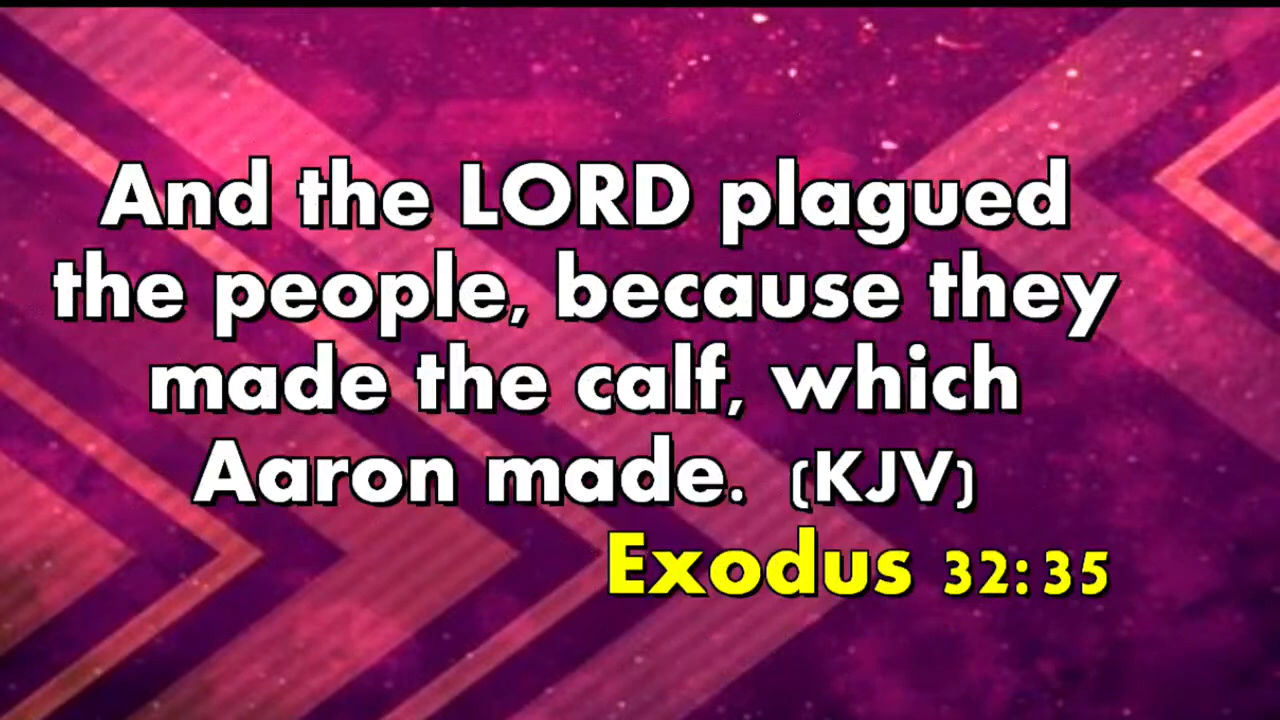 And the LORD plagued
the people, because they
made the calf, which
Aaron made. (KJV)
Exodus 32:35